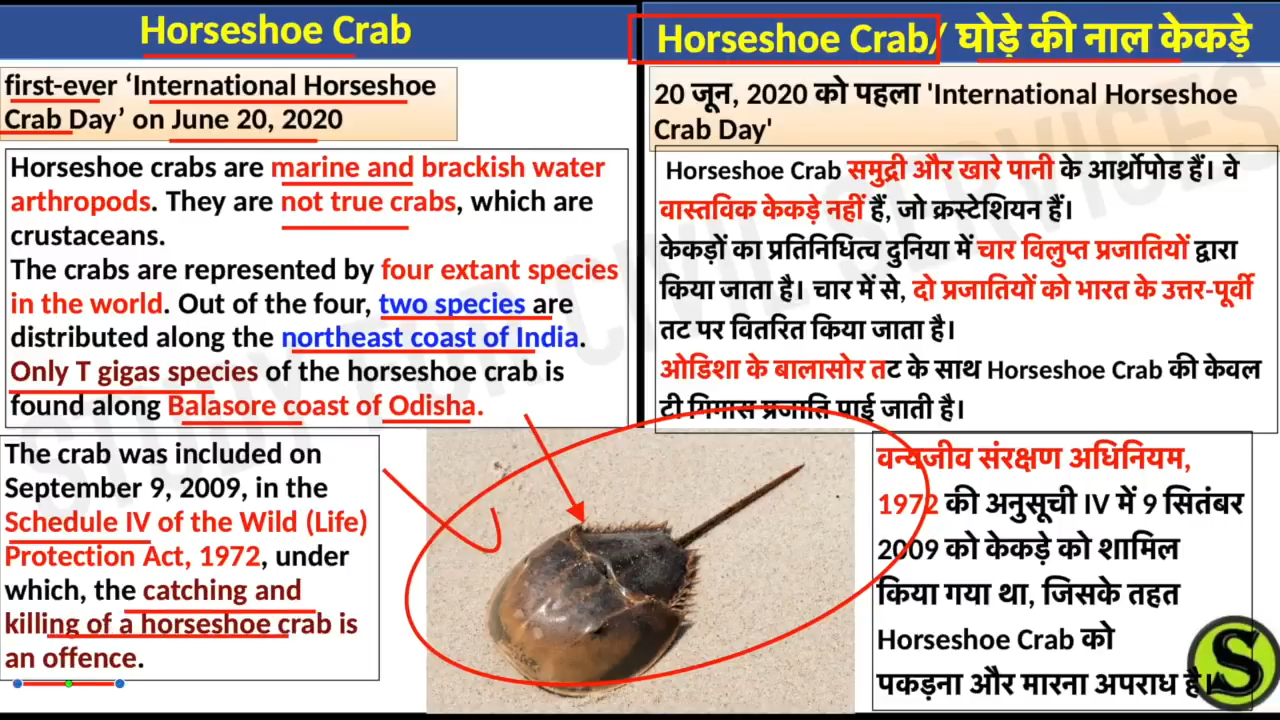 Horseshoe Crab
first-ever ‘International Horseshoe
Crab Day’ on June 20, 2020
Horseshoe crabs are marine and brackish water
arthropods. They are not true crabs, which are
crustaceans.
The crabs are represented by four extant species
in the world. Out of the four, two species are
distributed along the northeast coast of India.
Only T gigas species of the horseshoe crab is
found along Balasore coast of Odisha.
The crab was included on
September 9, 2009, in the
Schedule IV of the Wild (Life)
Protection Act, 1972, under
which, the catching and
killing of a horseshoe crab is
an offence.
Horseshoe Crab/ घोड़े की नाल केकड़े
20 जून, 2020 को पहला 'International Horseshoe
Crab Day'
Horseshoe Crab समुद्री और खारे पानी के आर्थ्रोपोड हैं। वे
वास्तविक केकड़े नहीं हैं, जो क्रस्टेशियन हैं।
केकड़ों का प्रतिनिधित्व दुनिया में चार विलुप्त प्रजातियों द्वारा
किया जाता है। चार में से, दो प्रजातियों को भारत के उत्तर-पूर्वी
तट पर वितरित किया जाता है।
ओडिशा के बालासोर तट के साथ Horseshoe Crab की केवल
टी गिगास प्रजाति पाई जाती है।
वन्यजीव संरक्षण अधिनियम,
1972 की अनुसूची IV में 9 सितंबर
2009 को केकड़े को शामिल
किया गया था, जिसके तहत
Horseshoe Crab को
पकड़ना और मारना अपराध है।
S
STUDY FOR CIVIL SERVICES